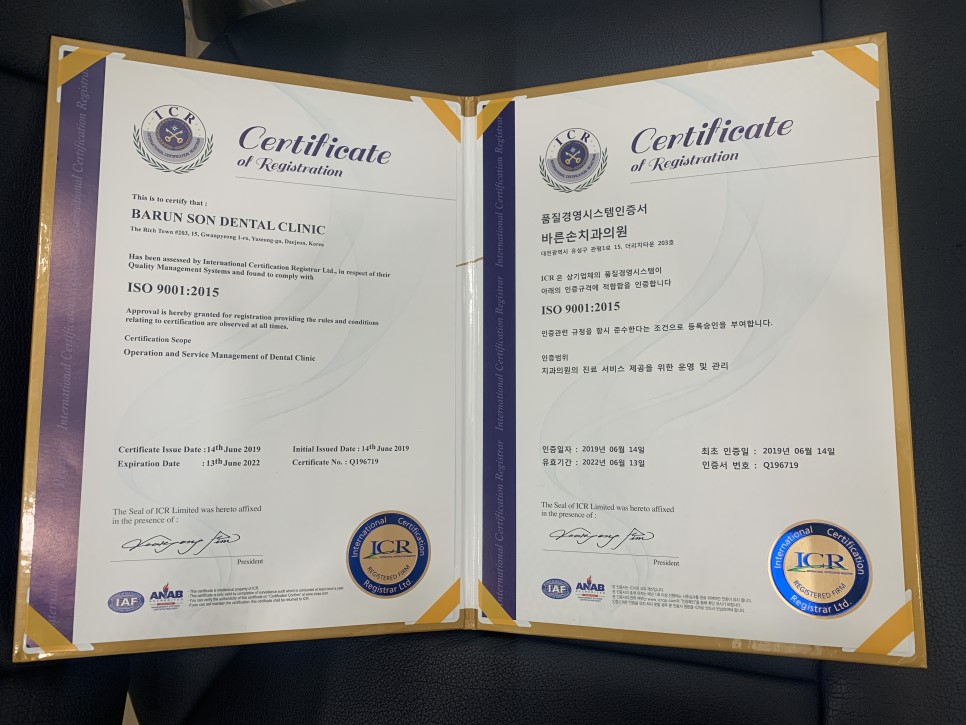 ICR
Certificate
of Registration
This is to certify that :
BARUN SON DENTAL CLINIC
The Rich Town #203, 15, Gwanpyeong 1-ro, Yuseong-gu, Daejeon, Korea
Has been assessed by International Certification Registrar Ltd., in respect of their
Quality Management Systems and found to comply with
ISO 9001:2015
Approval is hereby granted for registration providing the rules and conditions
relating to certification are observed at all times.
Certification Scope
Operation and Service Management of Dental Clinic
Certificate Issue Date : 14th June 2019 Initial Issued Date : 14th June 2019
Expiration Date : 13th June 2022 Certificate No. : Q196719
The Seal of ICR Limited was hereto affixed
in the presence of :
President
IAF
ANAB
International Certification
ICR
REGISTERED FIRM
Registrar Ltd.
International Certification Registrar
ICR
Certificate
of Registration
품질경영시스템인증서
바른손치과의원
대전광역시 유성구 관평1로 15, 더리치타운 203호
ICR 은 상기업체의 품질경영시스템이
아래의 인증규격에 적합함을 인증합니다
ISO 9001:2015
인증관련 규정을 항시 준수한다는 조건으로 등록승인을 부여합니다.
인증범위
치과의원의 진료 서비스 제공을 위한 운영 및 관리
인증일자 : 2019년 06월 14일 최초 인증일 : 2019년 06월 14일
유효기간 : 2022년 06월 13일 인증서 번호 : Q196719
The Seal of ICR Limited was hereto affixed
in the presence of :
President
IAF
ANAB
International Certification
ICR
REGISTERED FIRM
Registrar Ltd.
International Certification Registrar